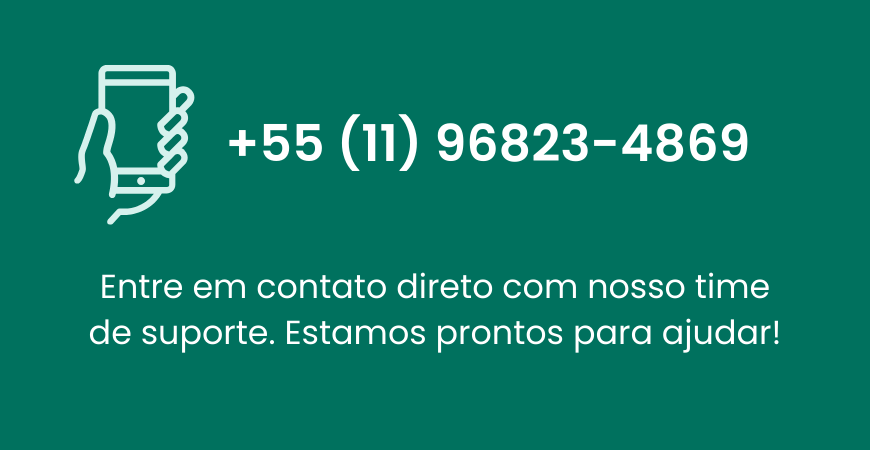 +55 (11) 96823-4869
Entre em contato direto com nosso time
de suporte. Estamos prontos para ajudar!